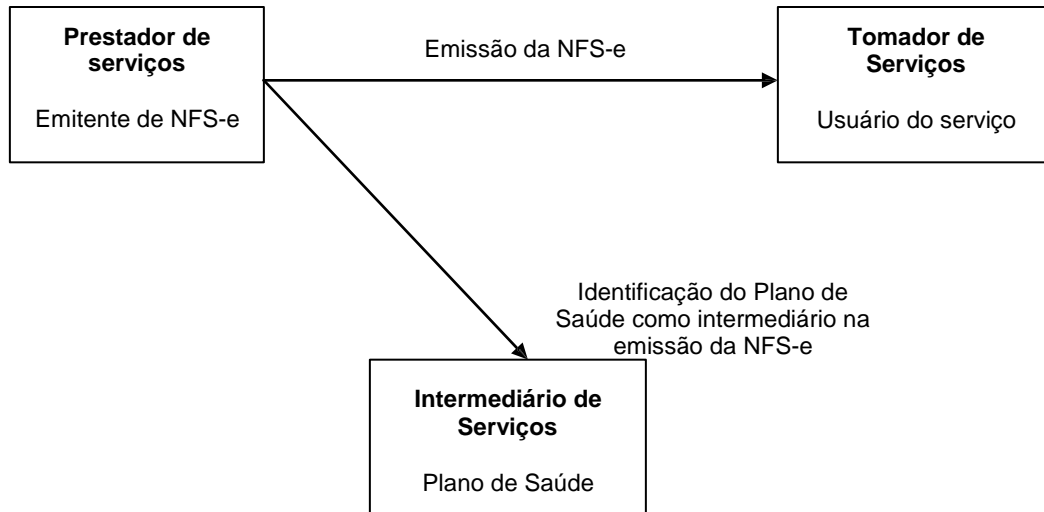 Prestador de
serviços
Emitente de NFS-e
Emissão da NFS-e
Tomador de
Serviços
Usuário do serviço
Identificação do Plano de
Saúde como intermediário na
emissão da NFS-e
Intermediário de
Serviços
Plano de Saúde